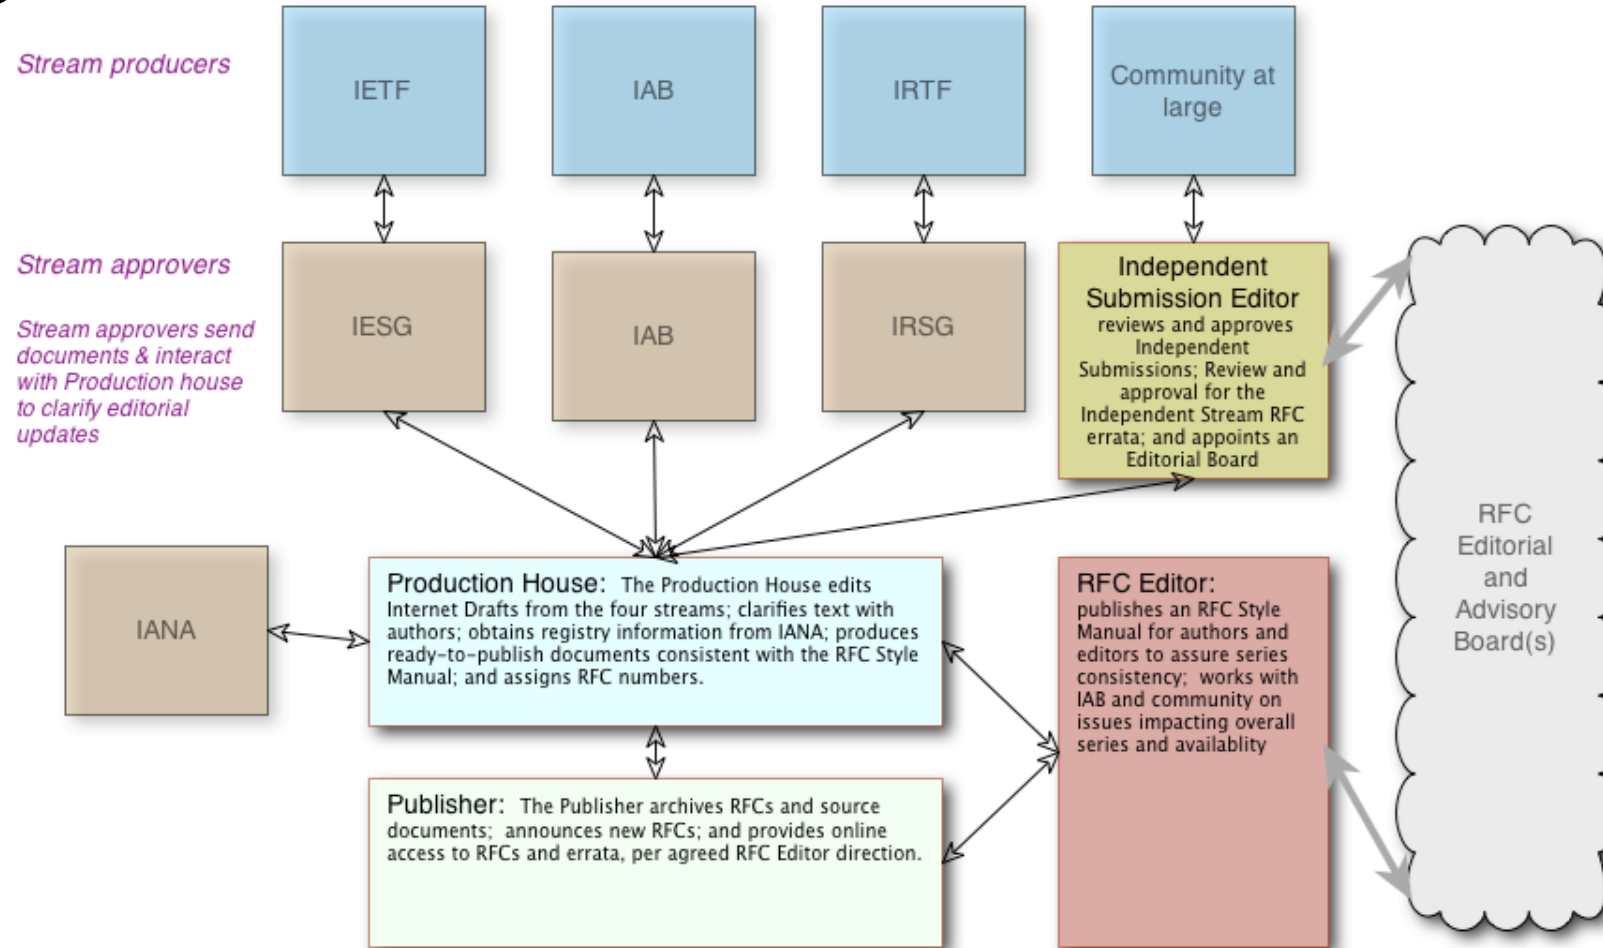 Stream producers
IETF
IAB
IRTF
Community at
large
Stream approvers
Stream approvers send
documents & interact
with Production house
to clarify editorial
updates
IESG
IAB
IRSG
Independent
Submission Editor
reviews and approves
Independent
Submissions; Review and
approval for the
Independent Stream RFC
errata; and appoints an
Editorial Board
RFC
Editorial
and
Advisory
Board(s)
IANA
Production House: The Production House edits
Internet Drafts from the four streams; clarifies text with
authors; obtains registry information from IANA; produces
ready-to-publish documents consistent with the RFC Style
Manual; and assigns RFC numbers.
RFC Editor:
publishes an RFC Style
Manual for authors and
editors to assure series
consistency; works with
IAB and community on
issues impacting overall
series and availablity
Publisher: The Publisher archives RFCs and source
documents; announces new RFCs; and provides online
access to RFCs and errata, per agreed RFC Editor direction.